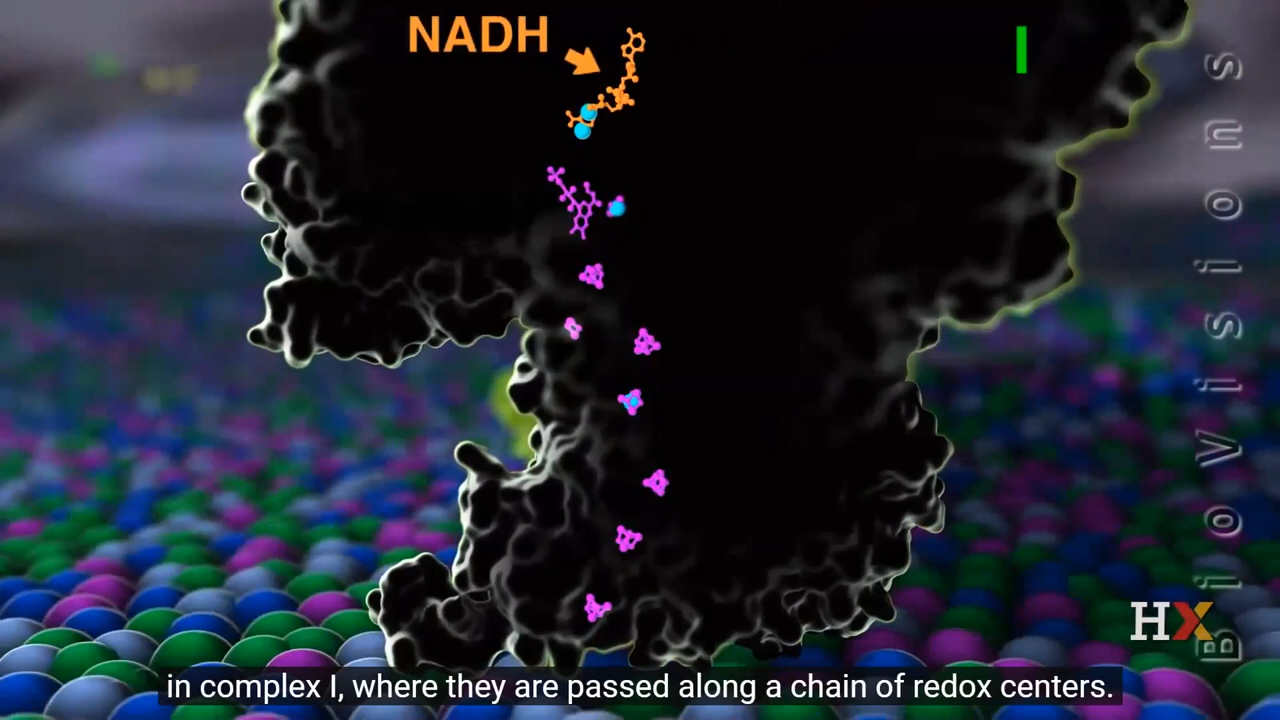 NADH
I
BioVisions
HX
in complex I, where they are passed along a chain of redox centers.